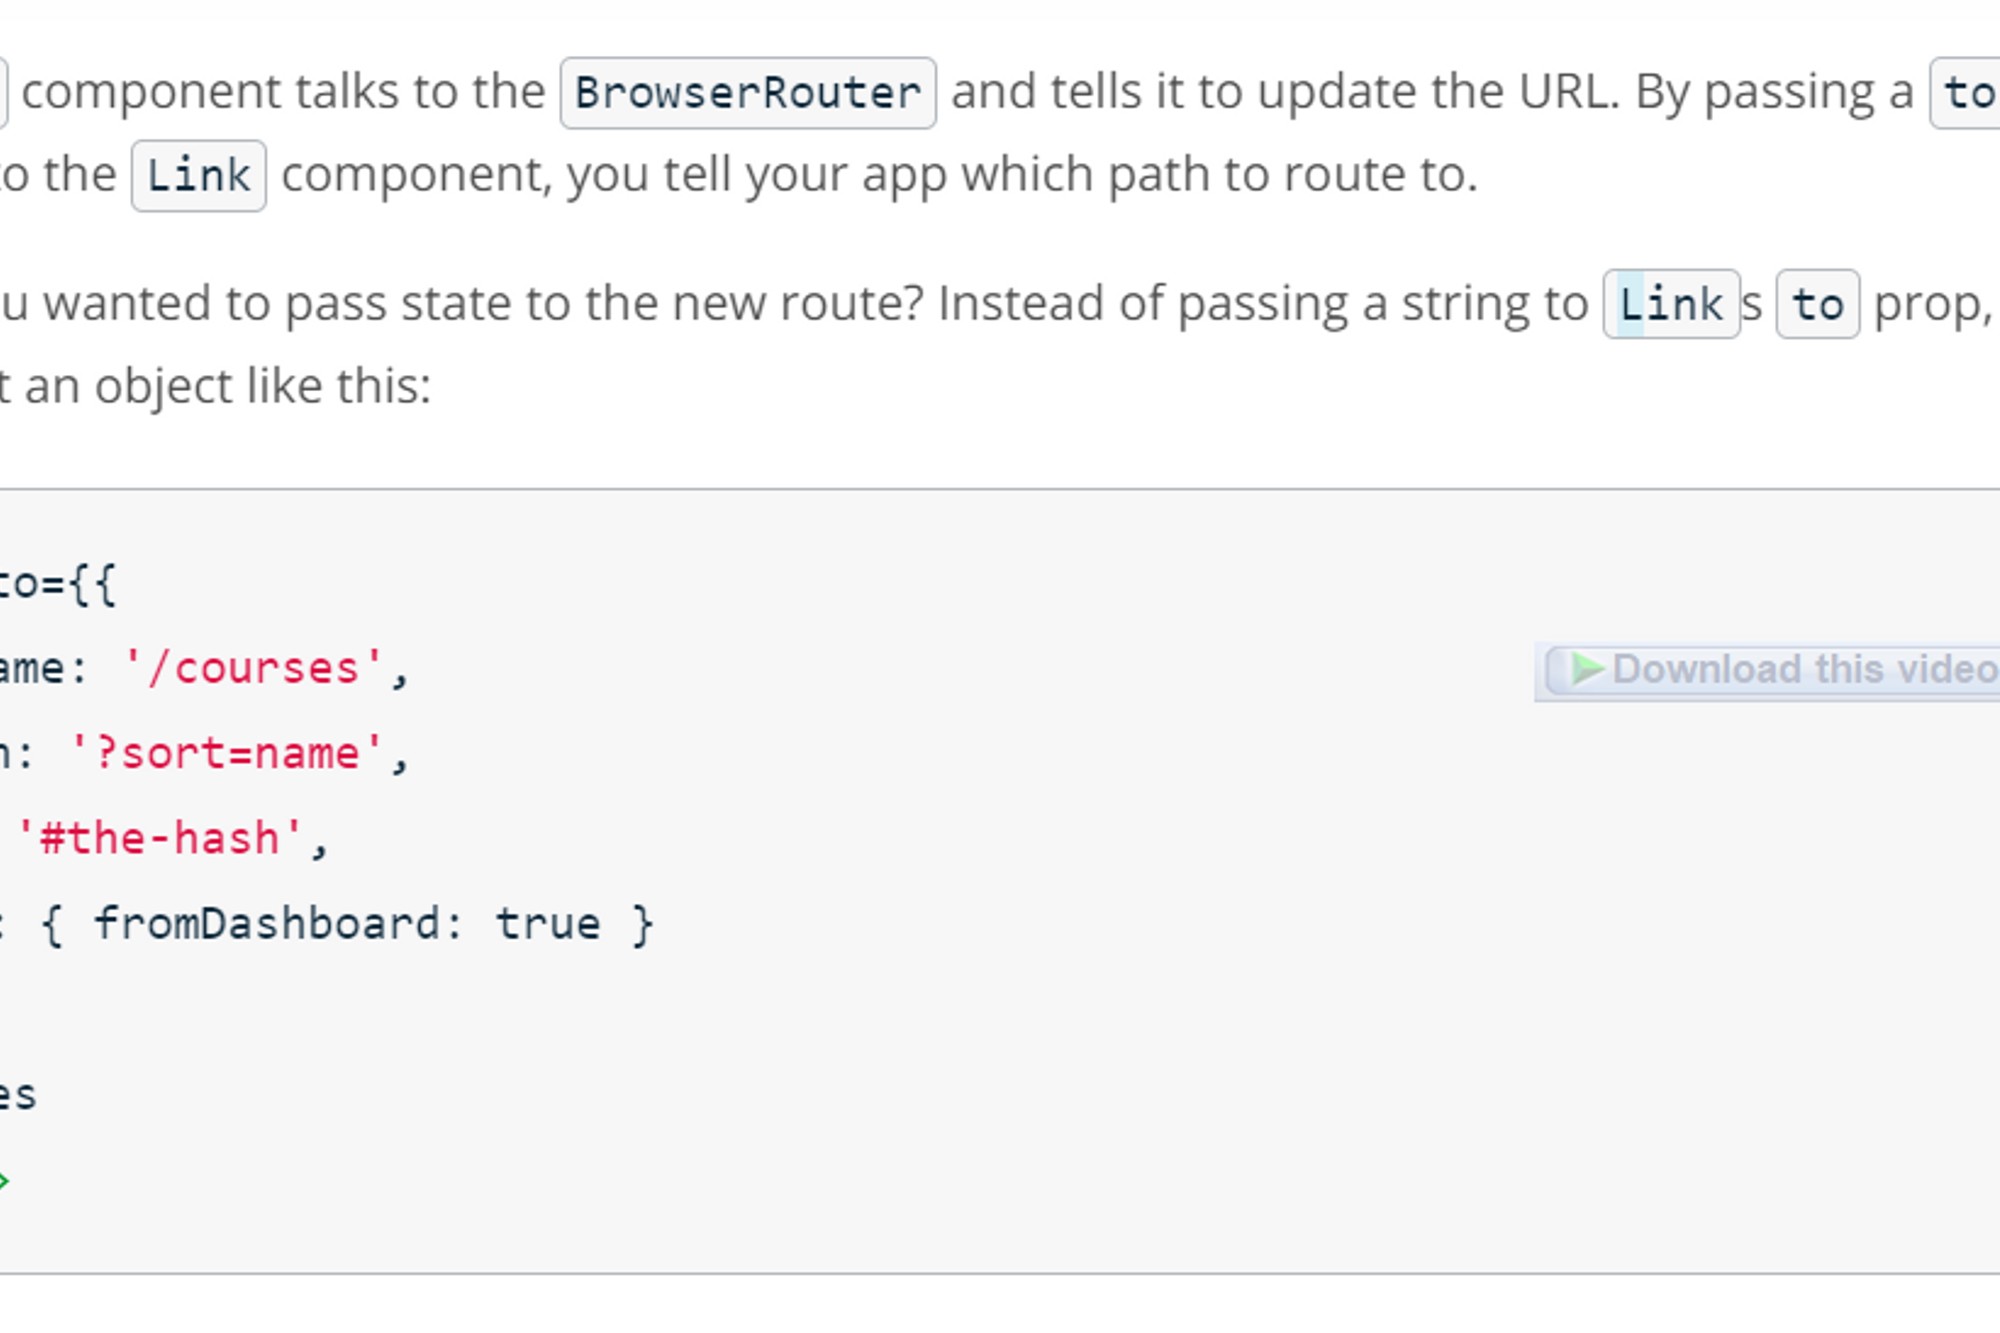 component talks to the BrowserRouter and tells it to update the URL. By passing a to
to the Link component, you tell your app which path to route to.
u wanted to pass state to the new route? Instead of passing a string to Links to prop,
t an object like this:
to={{
ame: '/courses',
Download this video
h: '?sort=name',
'#the-hash',
: { fromDashboard: true }
es
>